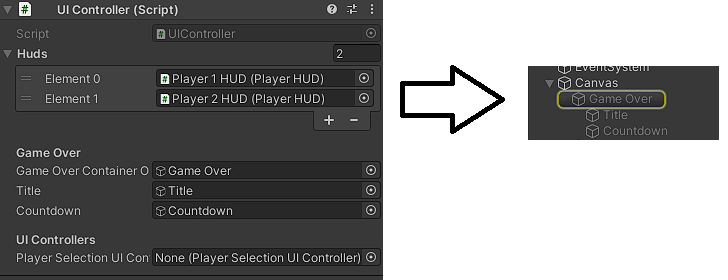 UI Controller (Script)
Script UIController
Huds 2
Element 0 Player 1 HUD (Player HUD)
Element 1 Player 2 HUD (Player HUD)
Game Over
Game Over Container O Game Over
Title Title
Countdown Countdown
UI Controllers
Player Selection UI Con None (Player Selection UI Controller)
EventSystem
Canvas
Game Over
Title
Countdown